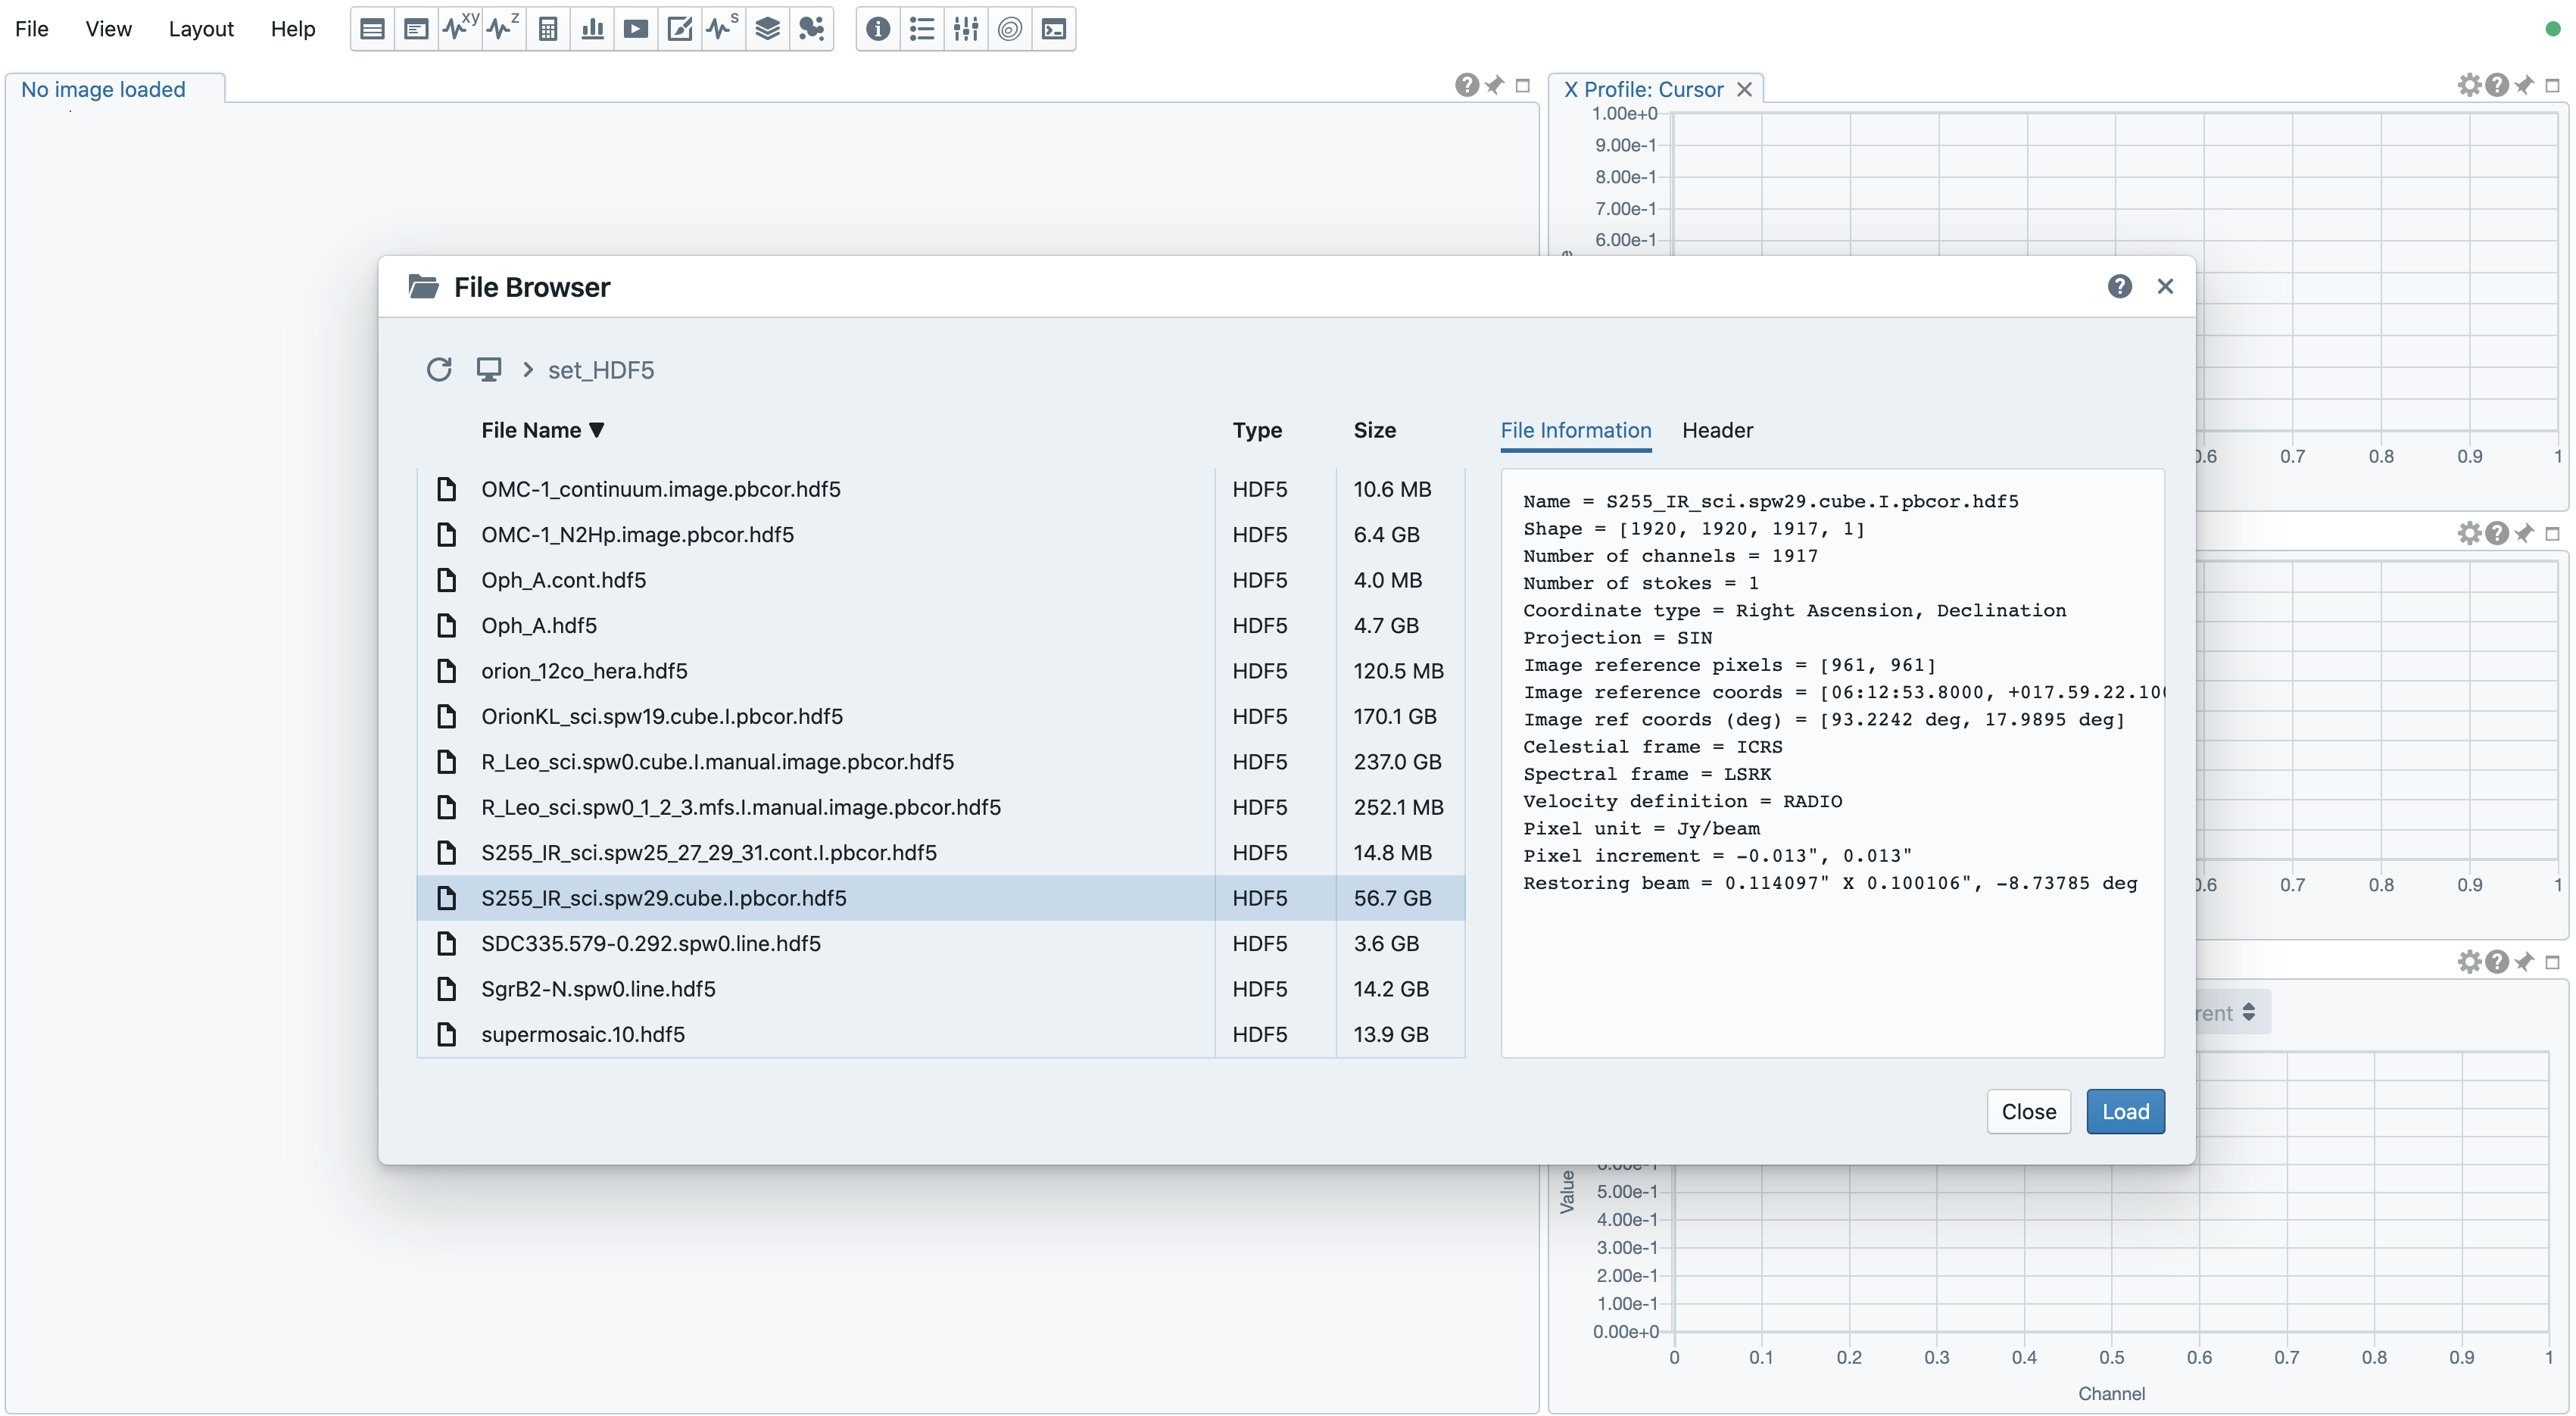 File View Layout Help xy z s
No image loaded
X Profile: Cursor
1.00e+0
9.00e-1
8.00e-1
7.00e-1
6.00e-1
0.7 0.8 0.9 1
File Browser
set_HDF5
File Name Type Size
OMC-1_continuum.image.pbcor.hdf5 HDF5 10.6 MB
OMC-1_N2Hp.image.pbcor.hdf5 HDF5 6.4 GB
Oph_A.cont.hdf5 HDF5 4.0 MB
Oph_A.hdf5 HDF5 4.7 GB
orion_12co_hera.hdf5 HDF5 120.5 MB
OrionKL_sci.spw19.cube.I.pbcor.hdf5 HDF5 170.1 GB
R_Leo_sci.spw0.cube.I.manual.image.pbcor.hdf5 HDF5 237.0 GB
R_Leo_sci.spw0_1_2_3.mfs.I.manual.image.pbcor.hdf5 HDF5 252.1 MB
S255_IR_sci.spw25_27_29_31.cont.I.pbcor.hdf5 HDF5 14.8 MB
S255_IR_sci.spw29.cube.I.pbcor.hdf5 HDF5 56.7 GB
SDC335.579-0.292.spw0.line.hdf5 HDF5 3.6 GB
SgrB2-N.spw0.line.hdf5 HDF5 14.2 GB
supermosaic.10.hdf5 HDF5 13.9 GB
File Information Header
Name = S255_IR_sci.spw29.cube.I.pbcor.hdf5
Shape = [1920, 1920, 1917, 1]
Number of channels = 1917
Number of stokes = 1
Coordinate type = Right Ascension, Declination
Projection = SIN
Image reference pixels = [961, 961]
Image reference coords = [06:12:53.8000, +017.59.22.10
Image ref coords (deg) = [93.2242 deg, 17.9895 deg]
Celestial frame = ICRS
Spectral frame = LSRK
Velocity definition = RADIO
Pixel unit = Jy/beam
Pixel increment = -0.013", 0.013"
Restoring beam = 0.114097" X 0.100106", -8.73785 deg
Close Load
0.7 0.8 0.9 1
rent
Value
5.00e-1
4.00e-1
3.00e-1
2.00e-1
1.00e-1
0.00e+0
0 0.1 0.2 0.3 0.4 0.5 0.6 0.7 0.8 0.9 1
Channel